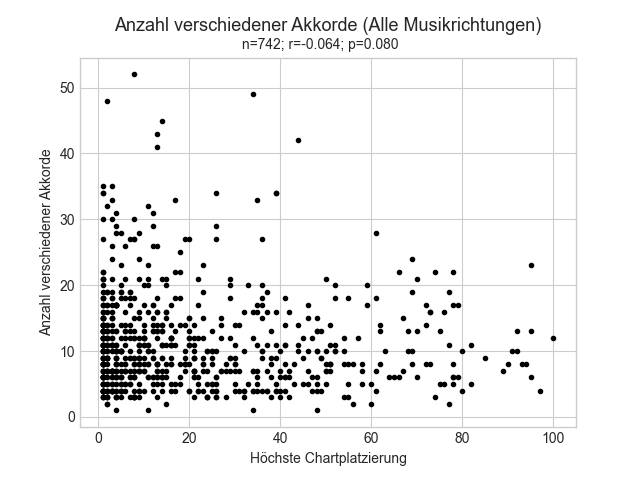 Anzahl verschiedener Akkorde (Alle Musikrichtungen)
n=742; r=-0.064; p=0.080
Anzahl verschiedener Akkorde
50
40
30
20
10
0
0 20 40 60 80 100
Höchste Chartplatzierung